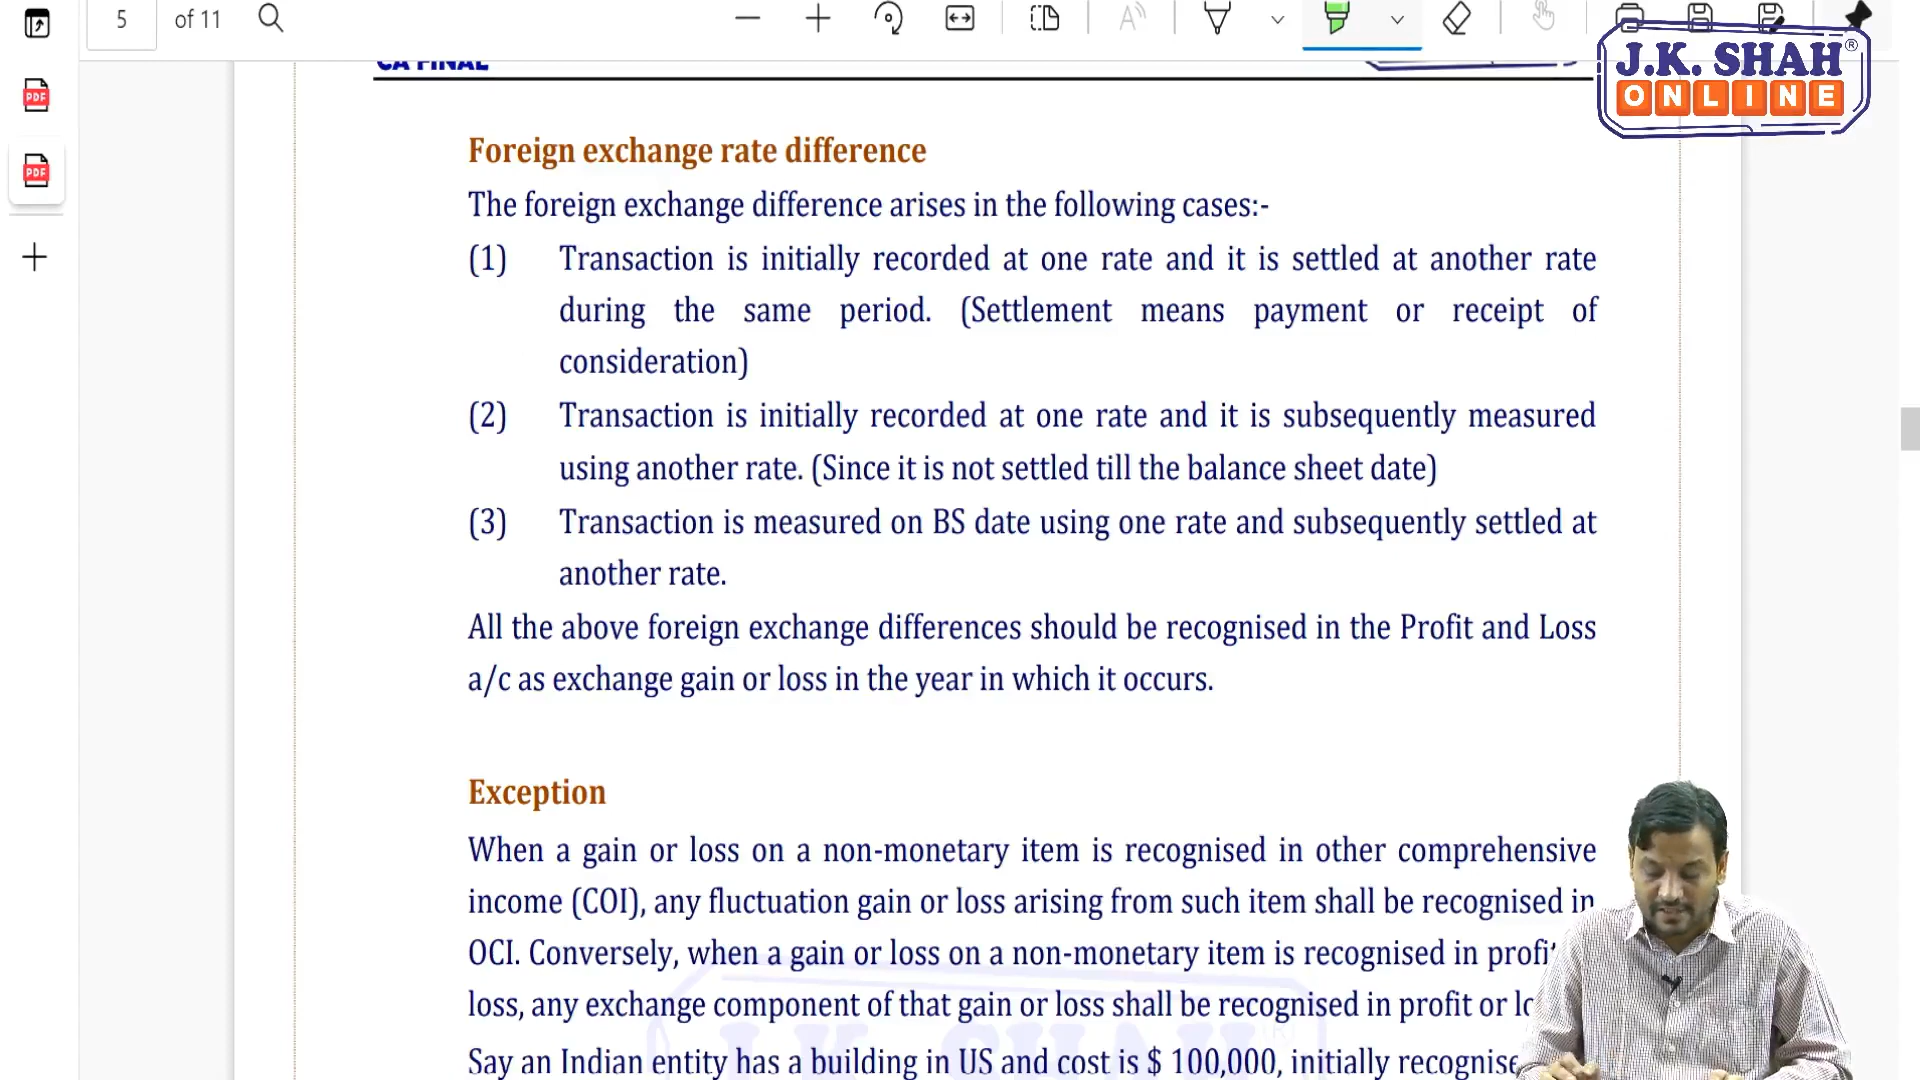 5 of 11
J.K. SHAH®
ONLINE
CA FINAL
PDF
PDF
Foreign exchange rate difference
The foreign exchange difference arises in the following cases:-
(1) Transaction is initially recorded at one rate and it is settled at another rate
during the same period. (Settlement means payment or receipt of
consideration)
(2) Transaction is initially recorded at one rate and it is subsequently measured
using another rate. (Since it is not settled till the balance sheet date)
(3) Transaction is measured on BS date using one rate and subsequently settled at
another rate.
All the above foreign exchange differences should be recognised in the Profit and Loss
a/c as exchange gain or loss in the year in which it occurs.
Exception
When a gain or loss on a non-monetary item is recognised in other comprehensive
income (COI), any fluctuation gain or loss arising from such item shall be recognised in
OCI. Conversely, when a gain or loss on a non-monetary item is recognised in
loss, any exchange component of that gain or loss shall be recognised in profit or
J.K. SHAH®
Say an Indian entity has a building in US and cost is $ 100,000, initially